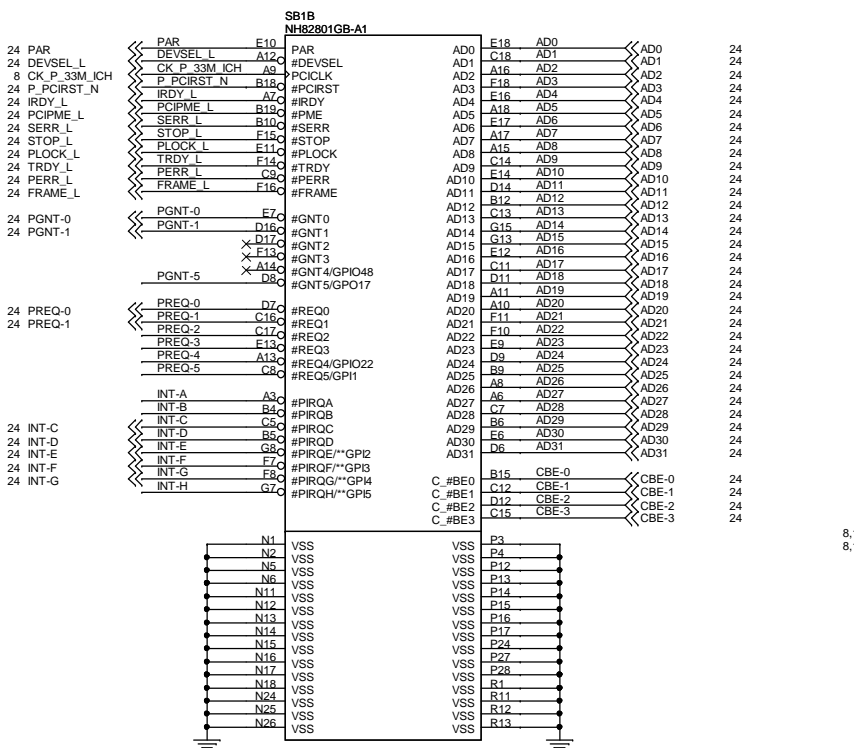 SB1B
NH82801GB-A1
24 PAR PAR E10 PAR AD0 E18 AD0 AD0 24
24 DEVSEL_L DEVSEL_L A12 #DEVSEL AD1 C18 AD1 AD1 24
8 CK_P_33M_ICH CK_P_33M_ICH A9 PCICLK AD2 A16 AD2 AD2 24
24 P_PCIRST_N P_PCIRST_N B18 #PCIRST AD3 F18 AD3 AD3 24
24 IRDY_L IRDY_L A7 #IRDY AD4 E16 AD4 AD4 24
24 PCIPME_L PCIPME_L B19 #PME AD5 A18 AD5 AD5 24
24 SERR_L SERR_L B10 #SERR AD6 E17 AD6 AD6 24
24 STOP_L STOP_L F15 #STOP AD7 A17 AD7 AD7 24
24 PLOCK_L PLOCK_L E11 #PLOCK AD8 A15 AD8 AD8 24
24 TRDY_L TRDY_L F14 #TRDY AD9 C14 AD9 AD9 24
24 PERR_L PERR_L C9 #PERR AD10 E14 AD10 AD10 24
24 FRAME_L FRAME_L F16 #FRAME AD11 D14 AD11 AD11 24
AD12 B12 AD12 AD12 24
24 PGNT-0 PGNT-0 E7 #GNT0 AD13 C13 AD13 AD13 24
24 PGNT-1 PGNT-1 D16 #GNT1 AD14 G15 AD14 AD14 24
D17 #GNT2 AD15 G13 AD15 AD15 24
F13 #GNT3 AD16 E12 AD16 AD16 24
A14 #GNT4/GPIO48 AD17 C11 AD17 AD17 24
PGNT-5 D8 #GNT5/GPO17 AD18 D11 AD18 AD18 24
AD19 A11 AD19 AD19 24
24 PREQ-0 PREQ-0 D7 #REQ0 AD20 A10 AD20 AD20 24
24 PREQ-1 PREQ-1 C16 #REQ1 AD21 F11 AD21 AD21 24
PREQ-2 C17 #REQ2 AD22 F10 AD22 AD22 24
PREQ-3 E13 #REQ3 AD23 E9 AD23 AD23 24
PREQ-4 A13 #REQ4/GPIO22 AD24 D9 AD24 AD24 24
PREQ-5 C8 #REQ5/GPI1 AD25 B9 AD25 AD25 24
AD26 A8 AD26 AD26 24
INT-A A3 #PIRQA AD27 A6 AD27 AD27 24
INT-B B4 #PIRQB AD28 C7 AD28 AD28 24
24 INT-C INT-C C5 #PIRQC AD29 B6 AD29 AD29 24
24 INT-D INT-D B5 #PIRQD AD30 E6 AD30 AD30 24
24 INT-E INT-E G8 #PIRQE/**GPI2 AD31 D6 AD31 AD31 24
24 INT-F INT-F F7 #PIRQF/**GPI3
24 INT-G INT-G F8 #PIRQG/**GPI4 C_#BE0 B15 CBE-0 CBE-0 24
INT-H G7 #PIRQH/**GPI5 C_#BE1 C12 CBE-1 CBE-1 24
C_#BE2 D12 CBE-2 CBE-2 24
C_#BE3 C15 CBE-3 CBE-3 24
N1 VSS VSS P3
N2 VSS VSS P4
N5 VSS VSS P12
N6 VSS VSS P13
N11 VSS VSS P14
N12 VSS VSS P15
N13 VSS VSS P16
N14 VSS VSS P17
N15 VSS VSS P24
N16 VSS VSS P27
N17 VSS VSS P28
N18 VSS VSS R1
N24 VSS VSS R11
N25 VSS VSS R12
N26 VSS VSS R13